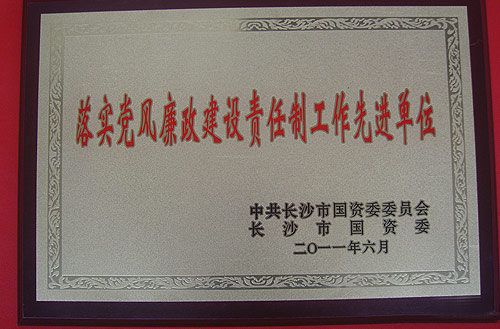 落实党风廉政建设责任制工作先进单位
中共长沙市国资委委员会
长沙市国资委
二〇一一年六月